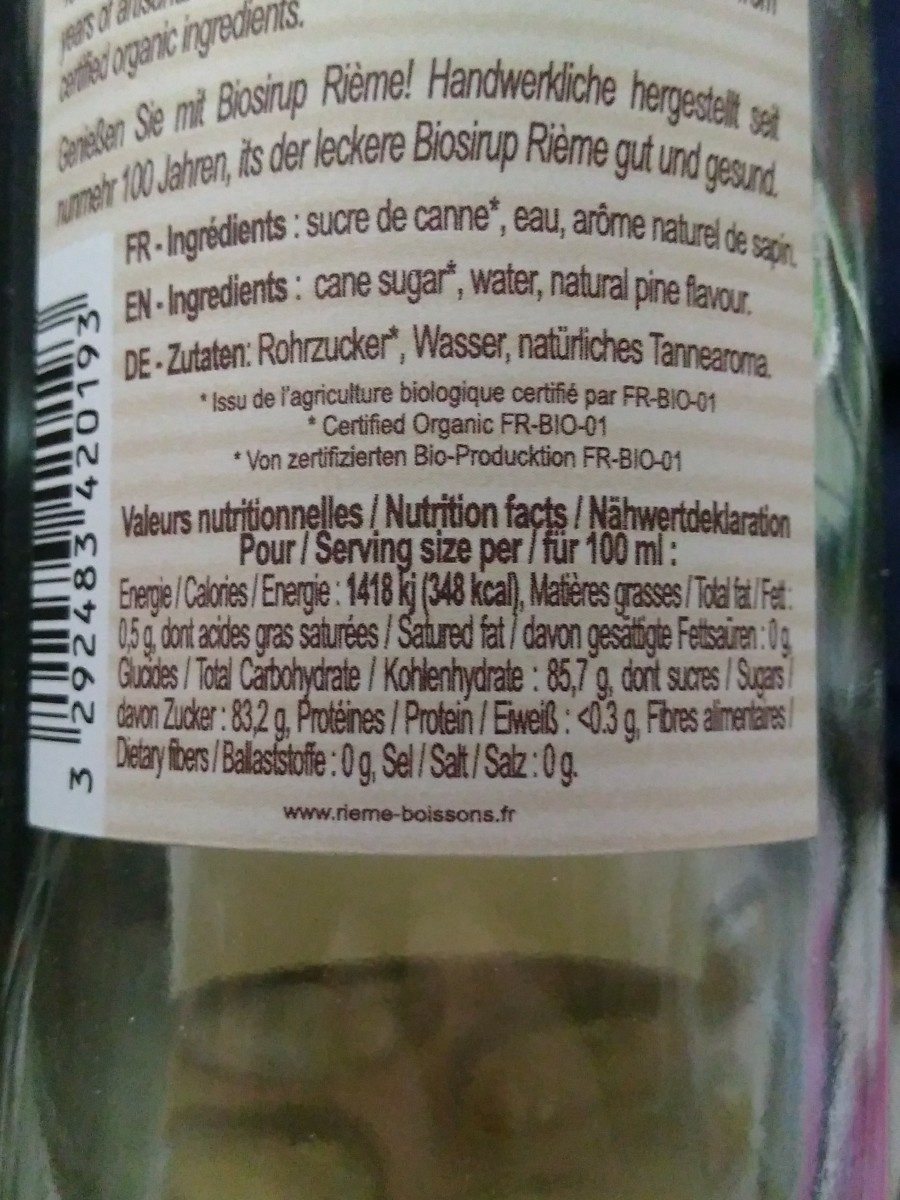 years of
certified organic ingredients.
Genießen Sie mit Biosirup Rième! Handwerkliche hergestellt seit
nunmehr 100 Jahren, its der leckere Biosirup Rième gut und gesund.
FR - Ingrédients : sucre de canne*, eau, arôme naturel de sapin.
EN - Ingredients : cane sugar*, water, natural pine flavour.
DE - Zutaten: Rohrzucker*, Wasser, natürliches Tannearoma.
* Issu de l'agriculture biologique certifié par FR-BIO-01
* Certified Organic FR-BIO-01
* Von zertifizierten Bio-Producktion FR-BIO-01
Valeurs nutritionnelles / Nutrition facts / Nähwertdeklaration
Pour / Serving size per / für 100 ml :
Energie / Calories / Energie : 1418 kj (348 kcal), Matières grasses / Total fat / Fett :
0,5 g, dont acides gras saturées / Satured fat / davon gesättigte Fettsaüren : 0 g,
Glucides / Total Carbohydrate / Kohlenhydrate : 85,7 g, dont sucres / Sugars /
davon Zucker : 83,2 g, Protéines / Protein / Eiweiß : <0.3 g, Fibres alimentaires /
Dietary fibers / Ballaststoffe : 0 g, Sel / Salt / Salz : 0 g.
www.rieme-boissons.fr
3 292483 420193